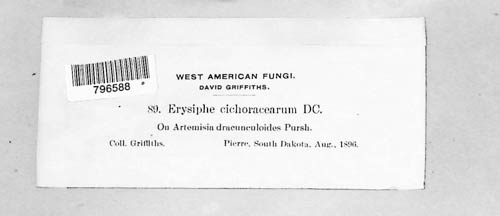 796588
WEST AMERICAN FUNGI.
DAVID GRIFFITHS.
89. Erysiphe cichoracearum DC.
On Artemisia dracunculoides Pursh.
Coll. Griffiths. Pierre, South Dakota, Aug., 1896.